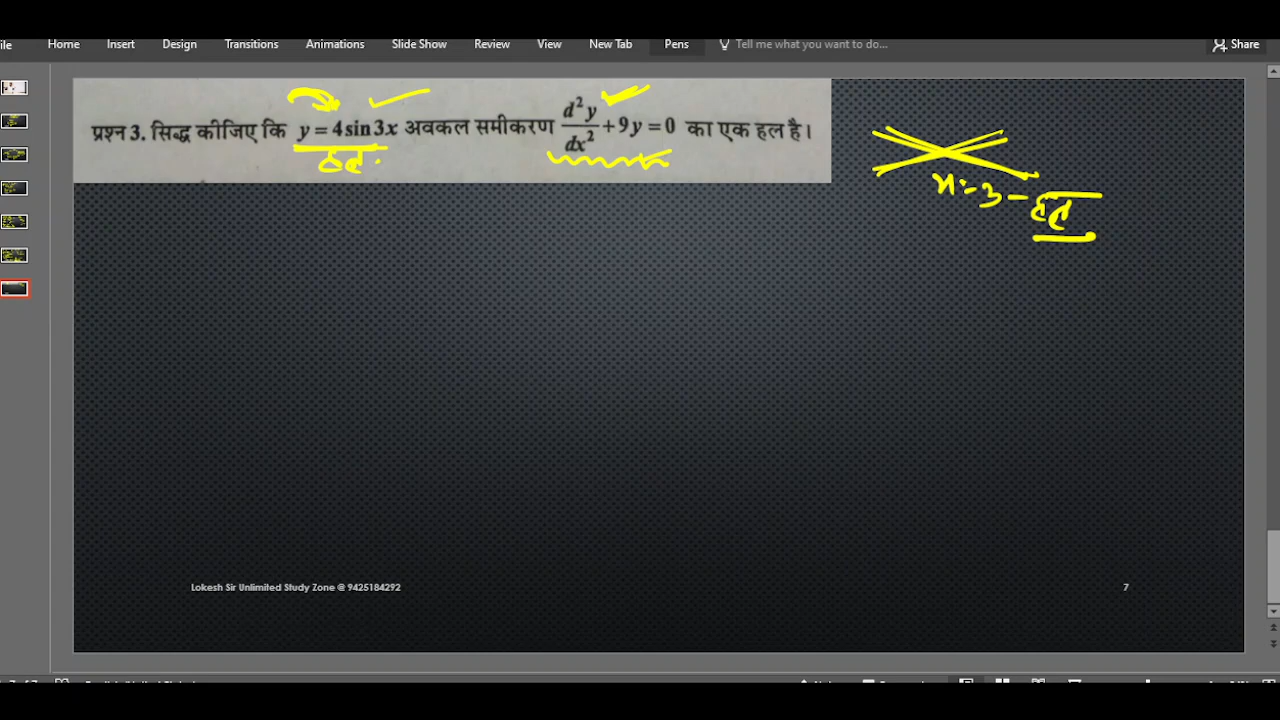 File Home Insert Design Transitions Animations Slide Show Review View New Tab Pens Tell me what you want to do... Share
प्रश्न 3. सिद्ध कीजिए कि y = 4 sin 3x अवकल समीकरण d²y/dx² + 9y = 0 का एक हल है।
हल
x = 3 - हल
Lokesh Sir Unlimited Study Zone @ 9425184292 7